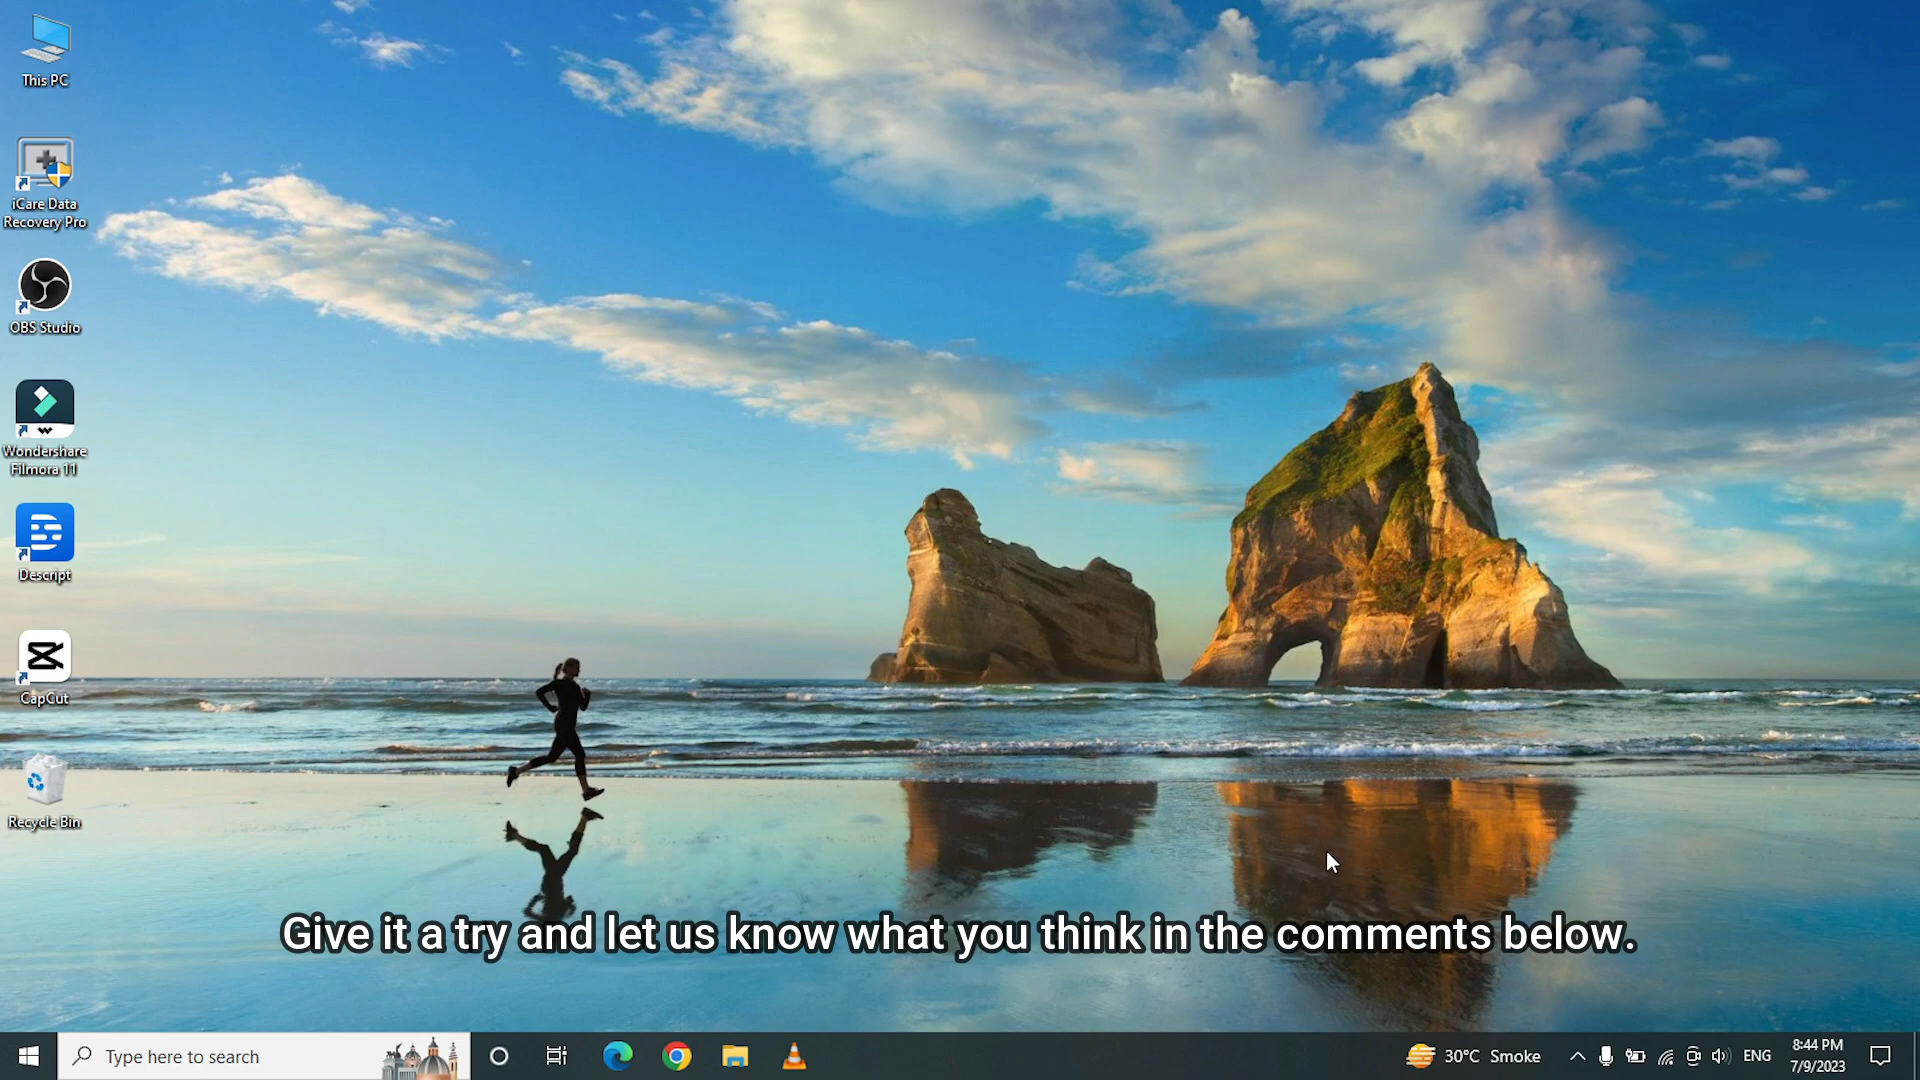 This PC
iCare Data
Recovery Pro
OBS Studio
Wondershare
Filmora 11
Descript
CapCut
Recycle Bin
Give it a try and let us know what you think in the comments below.
Type here to search
30°C Smoke
ENG
8:44 PM
7/9/2023